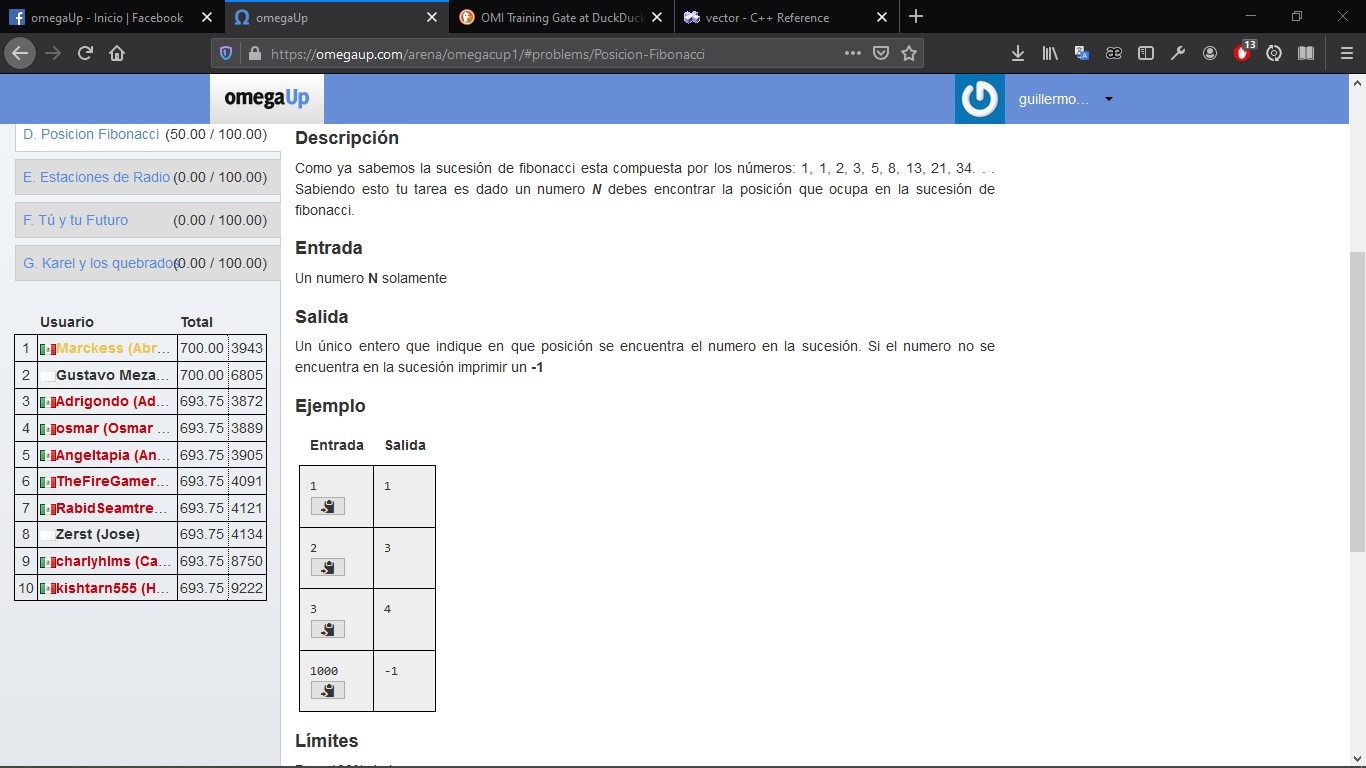 omegaUp - Inicio | Facebook
omegaUp
OMI Training Gate at DuckDuck
vector - C++ Reference
https://omegaup.com/arena/omegacup1/#problems/Posicion-Fibonacci
13
omegaUp
guillermo...
D. Posicion Fibonacci (50.00 / 100.00)
E. Estaciones de Radio (0.00 / 100.00)
F. Tú y tu Futuro (0.00 / 100.00)
G. Karel y los quebrados (0.00 / 100.00)
Usuario Total
1 Marckess (Abr... 700.00 3943
2 Gustavo Meza... 700.00 6805
3 Adrigondo (Ad... 693.75 3872
4 osmar (Osmar ... 693.75 3889
5 Angeltapia (An... 693.75 3905
6 TheFireGamer... 693.75 4091
7 RabidSeamtre... 693.75 4121
8 Zerst (Jose) 693.75 4134
9 charlyhlms (Ca... 693.75 8750
10 kishtarn555 (H... 693.75 9222
Descripción
Como ya sabemos la sucesión de fibonacci esta compuesta por los números: 1, 1, 2, 3, 5, 8, 13, 21, 34. . .
Sabiendo esto tu tarea es dado un numero N debes encontrar la posición que ocupa en la sucesión de
fibonacci.
Entrada
Un numero N solamente
Salida
Un único entero que indique en que posición se encuentra el numero en la sucesión. Si el numero no se
encuentra en la sucesión imprimir un -1
Ejemplo
Entrada Salida
1 1
2 3
3 4
1000 -1
Límites